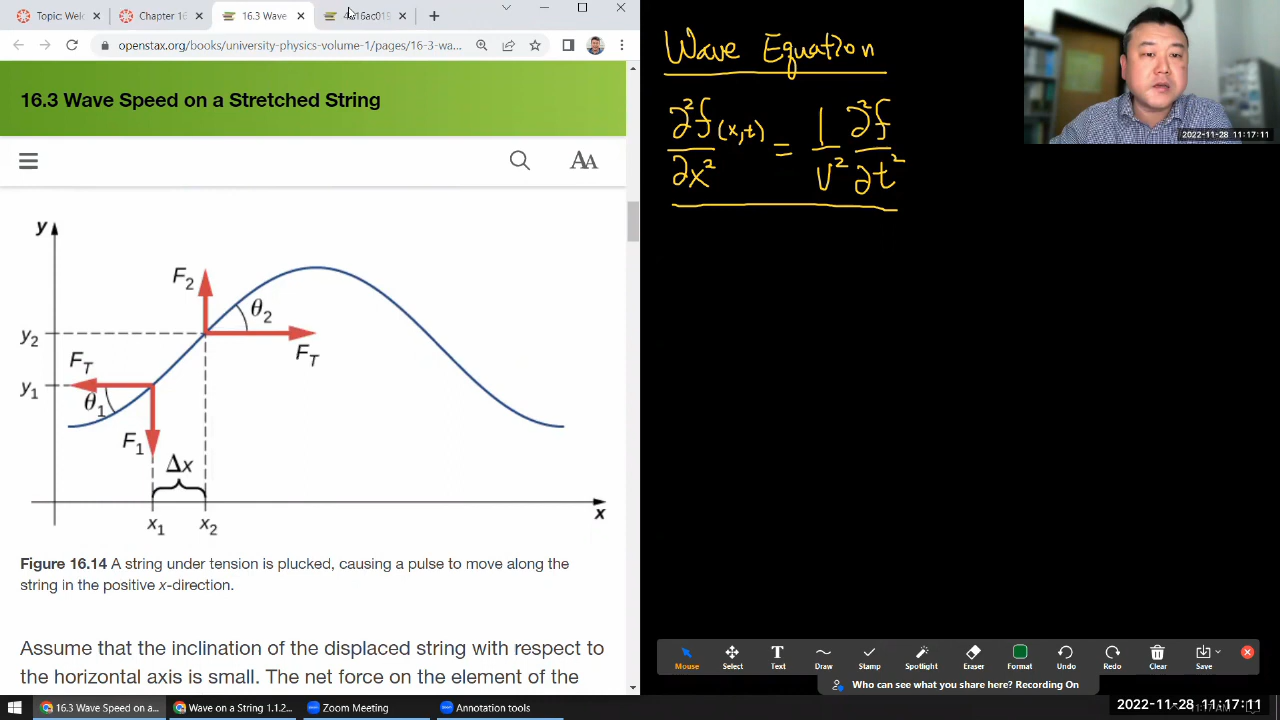 Topic: Welc
Chapter 16
16.3 Wave
openstax.org/books/university-physics-volume-1/pages/16-3-wa...
16.3 Wave Speed on a Stretched String
AA
y
F2
θ2
y2
FT
FT
y1
θ1
F1
Δx
x
x1 x2
Figure 16.14 A string under tension is plucked, causing a pulse to move along the
string in the positive x-direction.
Assume that the inclination of the displaced string with respect to
the horizontal axis is small. The net force on the element of the
Wave Equation
∂²f/∂x² (x,t) = 1/v² ∂²f/∂t²
2022-11-28 11:17:11
Mouse Select Text Draw Stamp Spotlight Eraser Format Undo Redo Clear Save
Who can see what you share here? Recording On
16.3 Wave Speed on a... Wave on a String 1.1.2... Zoom Meeting Annotation tools
2022-11-28 11:17:11